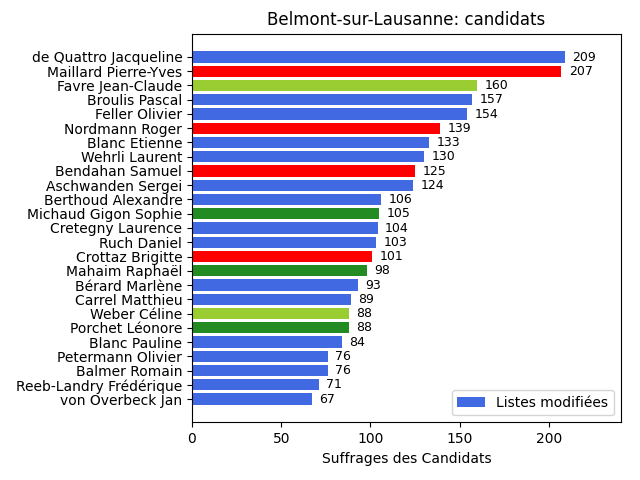 Belmont-sur-Lausanne: candidats
de Quattro Jacqueline 209
Maillard Pierre-Yves 207
Favre Jean-Claude 160
Broulis Pascal 157
Feller Olivier 154
Nordmann Roger 139
Blanc Etienne 133
Wehrli Laurent 130
Bendahan Samuel 125
Aschwanden Sergei 124
Berthoud Alexandre 106
Michaud Gigon Sophie 105
Cretegny Laurence 104
Ruch Daniel 103
Crottaz Brigitte 101
Mahaim Raphaël 98
Bérard Marlène 93
Carrel Matthieu 89
Weber Céline 88
Porchet Léonore 88
Blanc Pauline 84
Petermann Olivier 76
Balmer Romain 76
Reeb-Landry Frédérique 71
von Overbeck Jan 67
Listes modifiées
0 50 100 150 200
Suffrages des Candidats